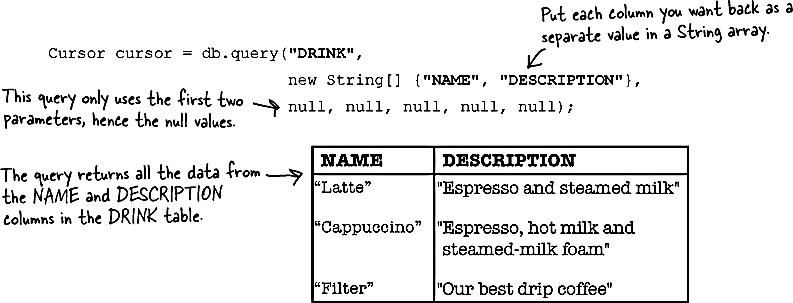 Put each column you want back as a
separate value in a String array.
Cursor cursor = db.query("DRINK",
new String[] {"NAME", "DESCRIPTION"},
null, null, null, null, null);
This query only uses the first two
parameters, hence the null values.
The query returns all the data from
the NAME and DESCRIPTION
columns in the DRINK table.
NAME DESCRIPTION
“Latte” "Espresso and steamed milk"
“Cappuccino” "Espresso, hot milk and
steamed-milk foam"
“Filter” "Our best drip coffee"